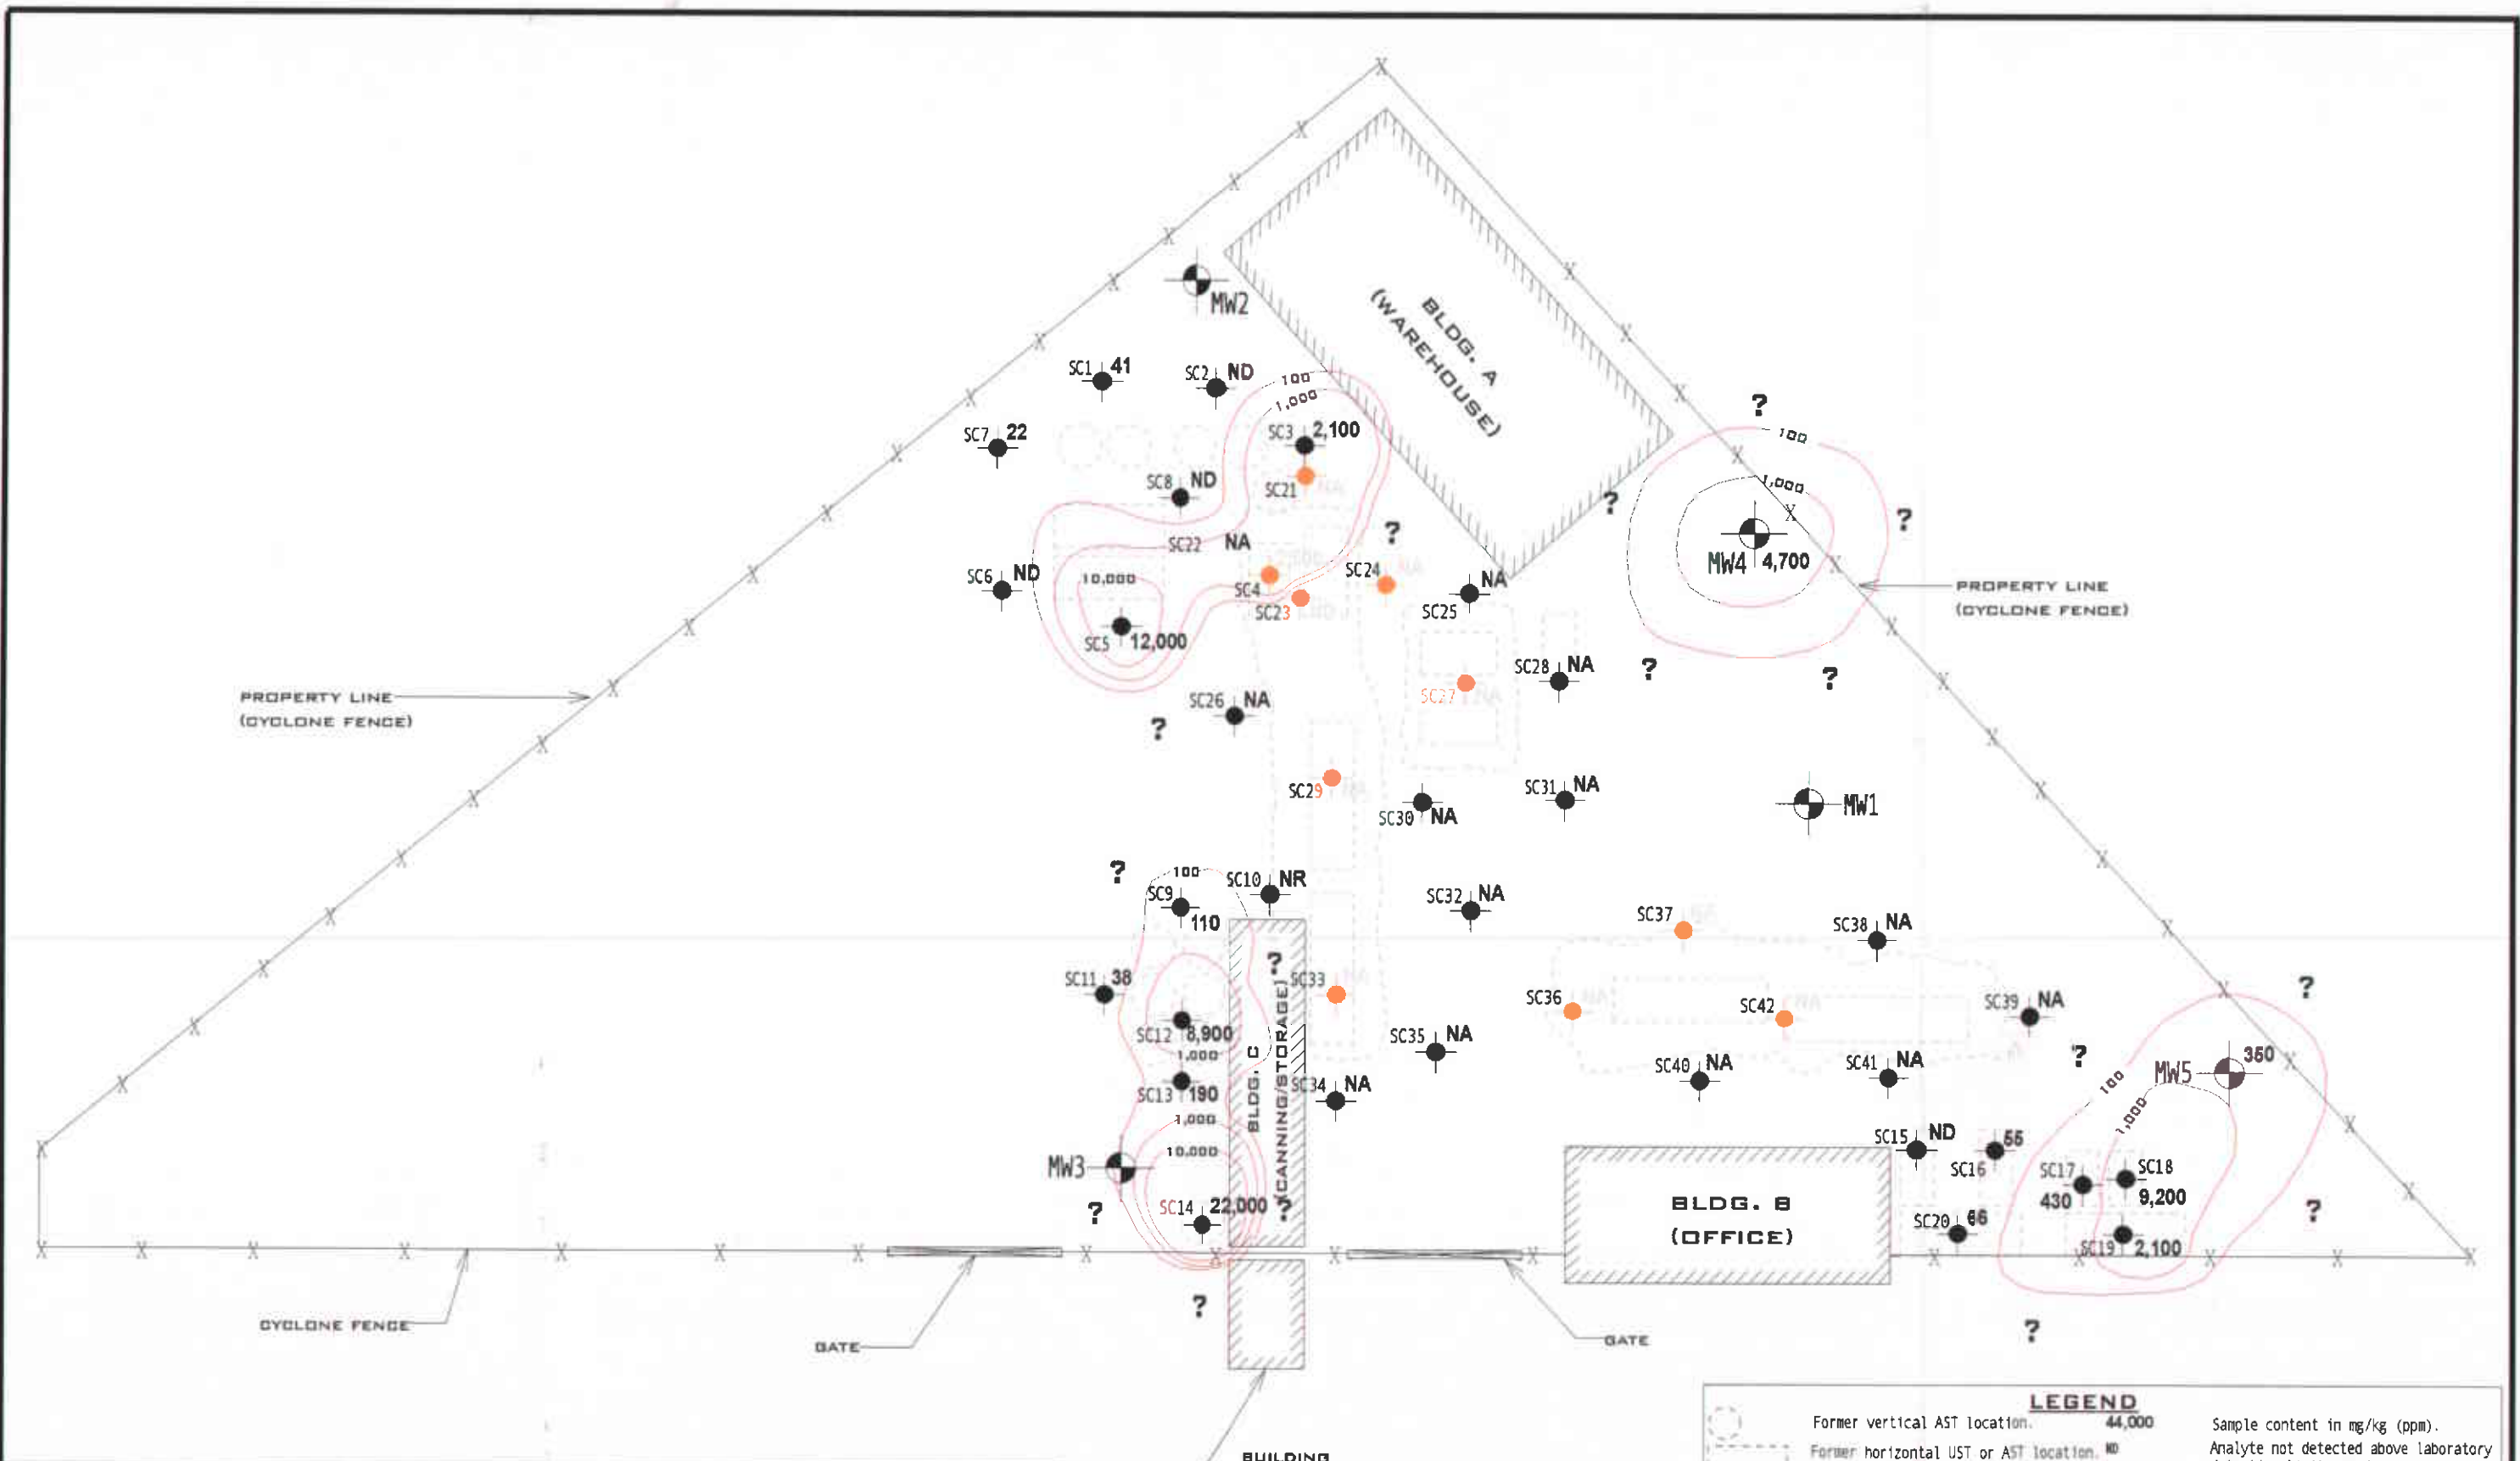 MW2
BLDG. A
(WAREHOUSE)
SC1 41
SC2 ND
100
1,000
SC7 22
SC3 2,100
SC8 ND
SC21
NA
?
100
1,000
?
?
MW4 4,700
SC22 NA
?
SC6 ND
10,000
SC4
SC24
NA
SC25
NA
SC23
PROPERTY LINE
(CYCLONE FENCE)
SC5 12,000
?
?
SC28 NA
SC27 NA
PROPERTY LINE
(CYCLONE FENCE)
SC26 NA
?
SC29
SC30 NA
SC31 NA
MW1
?
100
SC9
110
SC10 NR
SC32 NA
SC37
SC38 NA
SC11 38
?
SC33
SC36
NA
SC42
NA
SC39 NA
?
SC12 8,900
1,000
BLDG. C
(CANNING/STORAGE)
SC35 NA
?
MW5
350
SC13 190
SC34 NA
SC40 NA
SC41 NA
100
1,000
1,000
10,000
MW3
SC15 ND
SC16
55
SC17
430
SC18
9,200
?
SC14 22,000
?
?
BLDG. B
(OFFICE)
SC20 66
SC19 2,100
?
?
CYCLONE FENCE
GATE
GATE
BUILDING
LEGEND
Former vertical AST location.
44,000
Sample content in mg/kg (ppm).
Former horizontal UST or AST location.
ND
Analyte not detected above laboratory